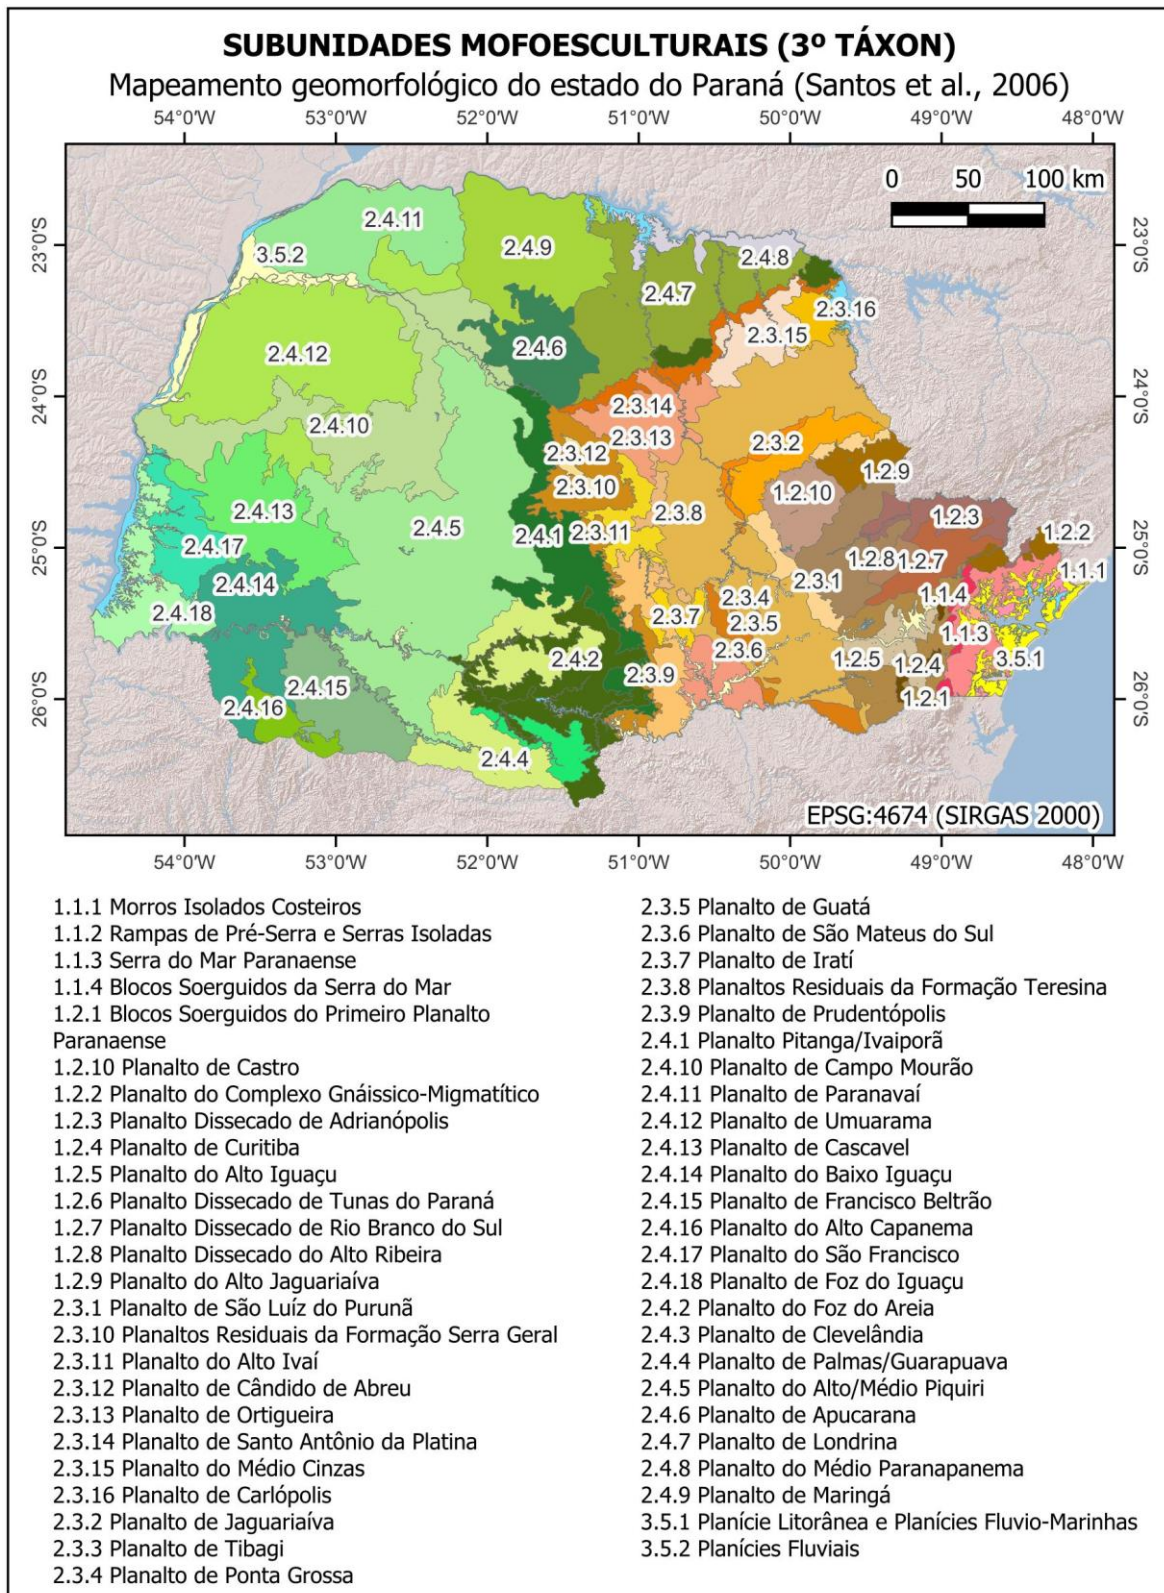 SUBUNIDADES MOFOESCULTURAIS (3º TÁXON)
Mapeamento geomorfológico do estado do Paraná (Santos et al., 2006)
54°0'W 53°0'W 52°0'W 51°0'W 50°0'W 49°0'W 48°0'W
0 50 100 km
23°0'S
23°0'S
2.4.11
3.5.2
2.4.9
2.4.8
2.4.7
2.3.16
2.3.15
2.4.6
2.4.12
24°0'S
24°0'S
2.3.14
2.4.10
2.3.13
2.3.2
2.3.12
1.2.9
2.3.10
1.2.10
2.4.13
2.3.8
1.2.3
2.4.5
2.4.1
2.3.11
1.2.2
25°0'S
25°0'S
2.4.17
1.2.8
1.2.7
1.1.1
2.4.14
2.3.1
2.3.4
1.1.4
2.4.18
2.3.7
2.3.5
1.1.3
2.3.6
2.4.2
1.2.5
1.2.4
3.5.1
2.3.9
2.4.15
1.2.1
2.4.16
26°0'S
26°0'S
2.4.4
EPSG:4674 (SIRGAS 2000)
54°0'W 53°0'W 52°0'W 51°0'W 50°0'W 49°0'W 48°0'W
1.1.1 Morros Isolados Costeiros
1.1.2 Rampas de Pré-Serra e Serras Isoladas
1.1.3 Serra do Mar Paranaense
1.1.4 Blocos Soerguidos da Serra do Mar
1.2.1 Blocos Soerguidos do Primeiro Planalto
Paranaense
1.2.10 Planalto de Castro
1.2.2 Planalto do Complexo Gnáissico-Migmatítico
1.2.3 Planalto Dissecado de Adrianópolis
1.2.4 Planalto de Curitiba
1.2.5 Planalto do Alto Iguaçu
1.2.6 Planalto Dissecado de Tunas do Paraná
1.2.7 Planalto Dissecado de Rio Branco do Sul
1.2.8 Planalto Dissecado do Alto Ribeira
1.2.9 Planalto do Alto Jaguariaíva
2.3.1 Planalto de São Luíz do Purunã
2.3.10 Planaltos Residuais da Formação Serra Geral
2.3.11 Planalto do Alto Ivaí
2.3.12 Planalto de Cândido de Abreu
2.3.13 Planalto de Ortigueira
2.3.14 Planalto de Santo Antônio da Platina
2.3.15 Planalto do Médio Cinzas
2.3.16 Planalto de Carlópolis
2.3.2 Planalto de Jaguariaíva
2.3.3 Planalto de Tibagi
2.3.4 Planalto de Ponta Grossa
2.3.5 Planalto de Guatá
2.3.6 Planalto de São Mateus do Sul
2.3.7 Planalto de Iratí
2.3.8 Planaltos Residuais da Formação Teresina
2.3.9 Planalto de Prudentópolis
2.4.1 Planalto Pitanga/Ivaiporã
2.4.10 Planalto de Campo Mourão
2.4.11 Planalto de Paranavaí
2.4.12 Planalto de Umuarama
2.4.13 Planalto de Cascavel
2.4.14 Planalto do Baixo Iguaçu
2.4.15 Planalto de Francisco Beltrão
2.4.16 Planalto do Alto Capanema
2.4.17 Planalto do São Francisco
2.4.18 Planalto de Foz do Iguaçu
2.4.2 Planalto do Foz do Areia
2.4.3 Planalto de Clevelândia
2.4.4 Planalto de Palmas/Guarapuava
2.4.5 Planalto do Alto/Médio Piquiri
2.4.6 Planalto de Apucarana
2.4.7 Planalto de Londrina
2.4.8 Planalto do Médio Paranapanema
2.4.9 Planalto de Maringá
3.5.1 Planície Litorânea e Planícies Fluvio-Marinhas
3.5.2 Planícies Fluviais